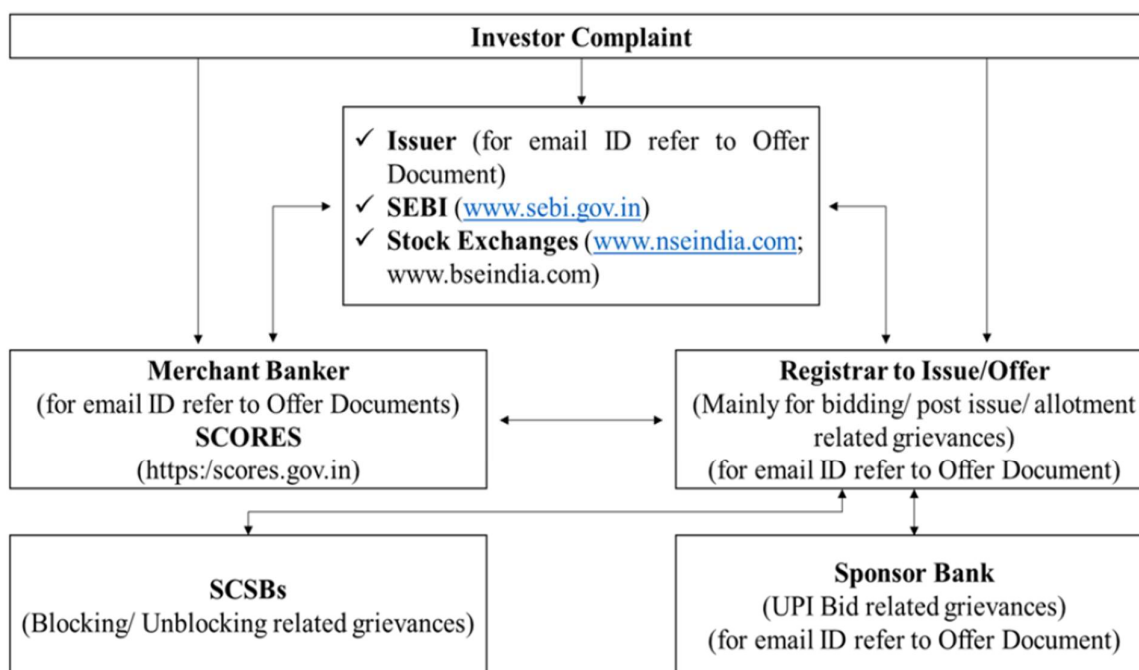 Investor Complaint
✓ Issuer (for email ID refer to Offer
Document)
✓ SEBI (www.sebi.gov.in)
✓ Stock Exchanges (www.nseindia.com;
www.bseindia.com)
Merchant Banker
(for email ID refer to Offer Documents)
SCORES
(https:/scores.gov.in)
Registrar to Issue/Offer
(Mainly for bidding/ post issue/ allotment
related grievances)
(for email ID refer to Offer Document)
SCSBs
(Blocking/ Unblocking related grievances)
Sponsor Bank
(UPI Bid related grievances)
(for email ID refer to Offer Document)